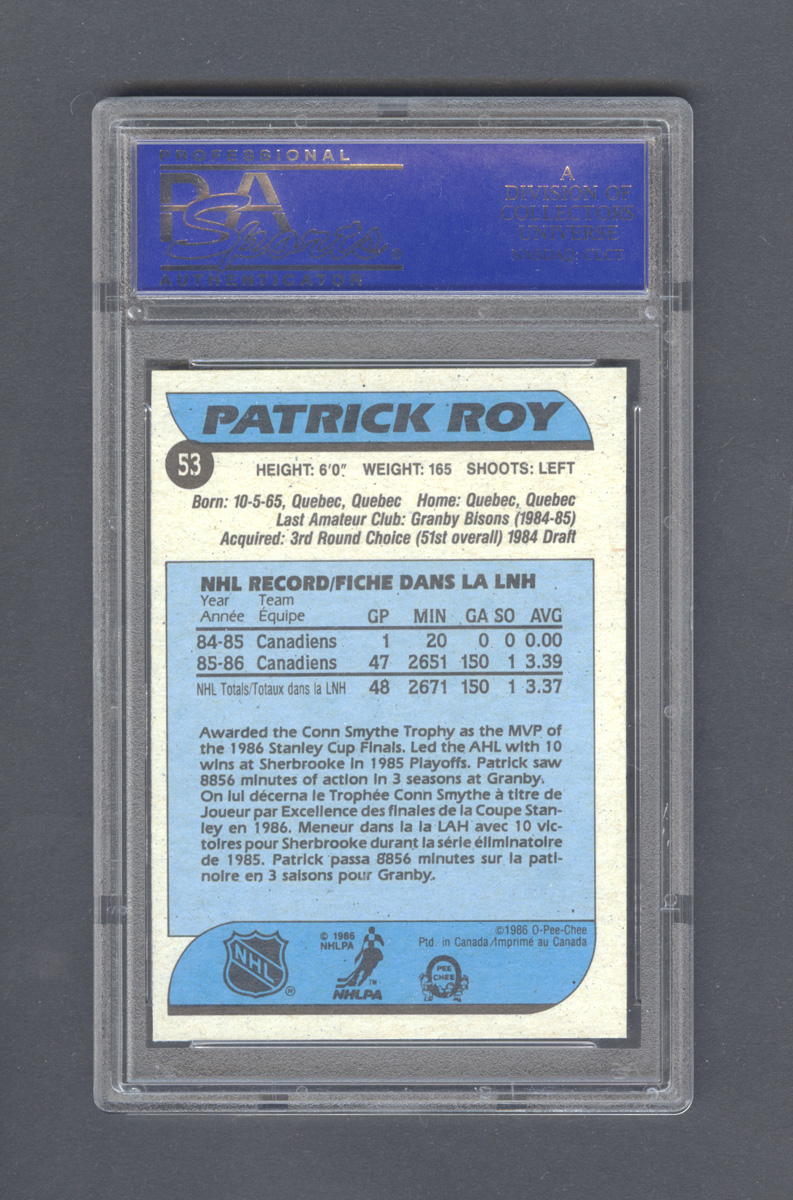 PROFESSIONAL
PSA
Sports
AUTHENTICATOR
A
DIVISION OF
COLLECTORS
UNIVERSE
NASDAQ: CLCT
PATRICK ROY
53
HEIGHT: 6'0" WEIGHT: 165 SHOOTS: LEFT
Born: 10-5-65, Quebec, Quebec Home: Quebec, Quebec
Last Amateur Club: Granby Bisons (1984-85)
Acquired: 3rd Round Choice (51st overall) 1984 Draft
NHL RECORD/FICHE DANS LA LNH
Year Team
Année Équipe GP MIN GA SO AVG
84-85 Canadiens 1 20 0 0 0.00
85-86 Canadiens 47 2651 150 1 3.39
NHL Totals/Totaux dans la LNH 48 2671 150 1 3.37
Awarded the Conn Smythe Trophy as the MVP of
the 1986 Stanley Cup Finals. Led the AHL with 10
wins at Sherbrooke in 1985 Playoffs. Patrick saw
8856 minutes of action in 3 seasons at Granby.
On lui décerna le Trophée Conn Smythe à titre de
Joueur par Excellence des finales de la Coupe Stan-
ley en 1986. Meneur dans la la LAH avec 10 vic-
toires pour Sherbrooke durant la série éliminatoire
de 1985. Patrick passa 8856 minutes sur la pati-
noire en 3 saisons pour Granby.
NHL
®
© 1986
NHLPA
TM
NHLPA
PEE
CHEE
©1986 O-Pee-Chee
Ptd. in Canada/Imprimé au Canada